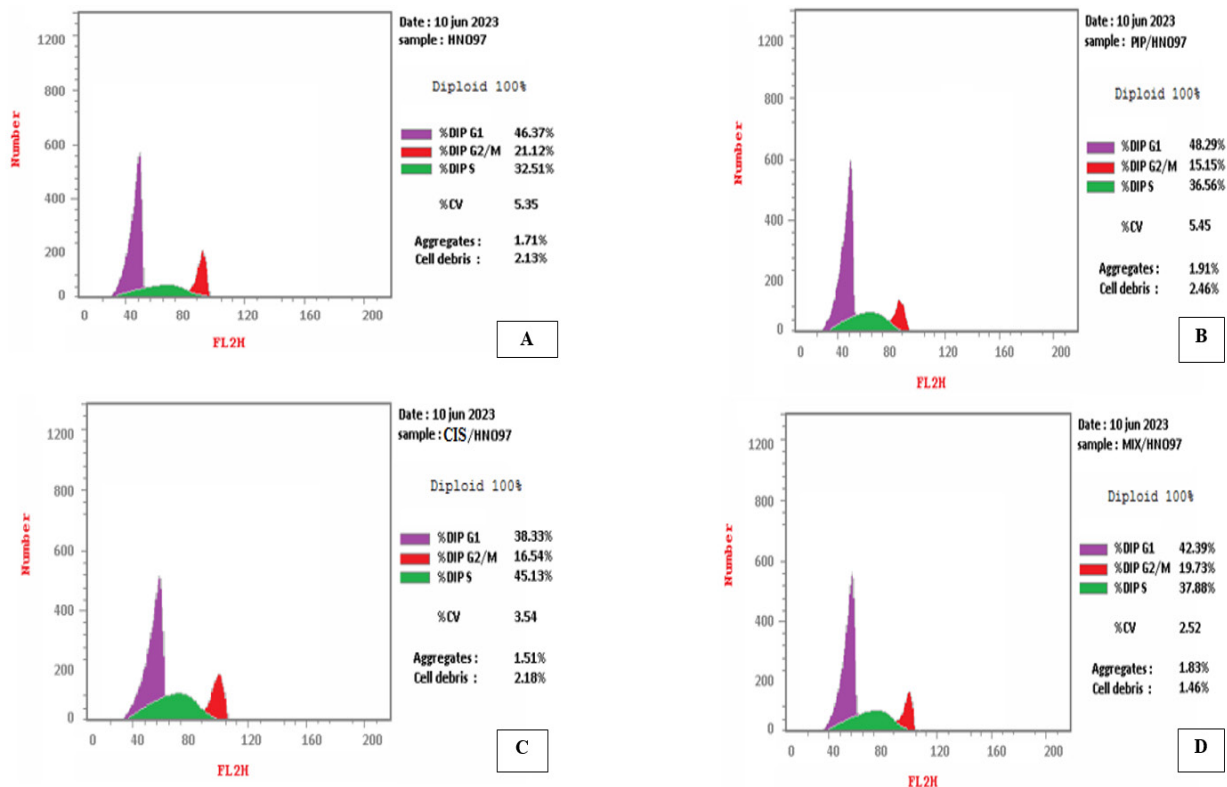 Date : 10 jun 2023
sample : HNO97
Diploid 100%
%DIP G1 46.37%
%DIP G2/M 21.12%
%DIP S 32.51%
%CV 5.35
Aggregates : 1.71%
Cell debris : 2.13%
Number
1200
800
600
400
200
0
0 40 80 120 160 200
FL2H
A
Date : 10 jun 2023
sample : PIP/HNO97
Diploid 100%
%DIP G1 48.29%
%DIP G2/M 15.15%
%DIP S 36.56%
%CV 5.45
Aggregates : 1.91%
Cell debris : 2.46%
Number
1200
800
600
400
200
0
0 40 80 120 160 200
FL2H
B
Date : 10 jun 2023
sample : CIS/HNO97
Diploid 100%
%DIP G1 38.33%
%DIP G2/M 16.54%
%DIP S 45.13%
%CV 3.54
Aggregates : 1.51%
Cell debris : 2.18%
Number
1200
800
600
400
200
0
0 40 80 120 160 200
FL2H
C
Date : 10 jun 2023
sample : MIX/HNO97
Diploid 100%
%DIP G1 42.39%
%DIP G2/M 19.73%
%DIP S 37.88%
%CV 2.52
Aggregates : 1.83%
Cell debris : 1.46%
Number
1200
800
600
400
200
0
0 40 80 120 160 200
FL2H
D